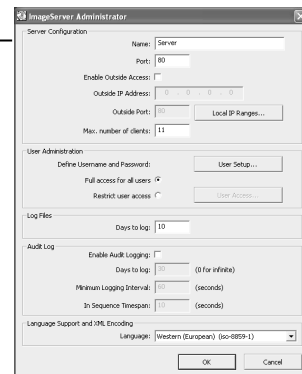 ImageServer Administrator
Server Configuration
Name: Server
Port: 80
Enable Outside Access:
Outside IP Address: 0 . 0 . 0 . 0
Outside Port: 80 Local IP Ranges...
Max. number of clients: 11
User Administration
Define Username and Password: User Setup...
Full access for all users
Restrict user access User Access...
Log Files
Days to log: 10
Audit Log
Enable Audit Logging:
Days to log: 30 (0 for infinite)
Minimum Logging Interval: 60 (seconds)
In Sequence Timespan: 10 (seconds)
Language Support and XML Encoding
Language: Western (European) (iso-8859-1)
OK Cancel